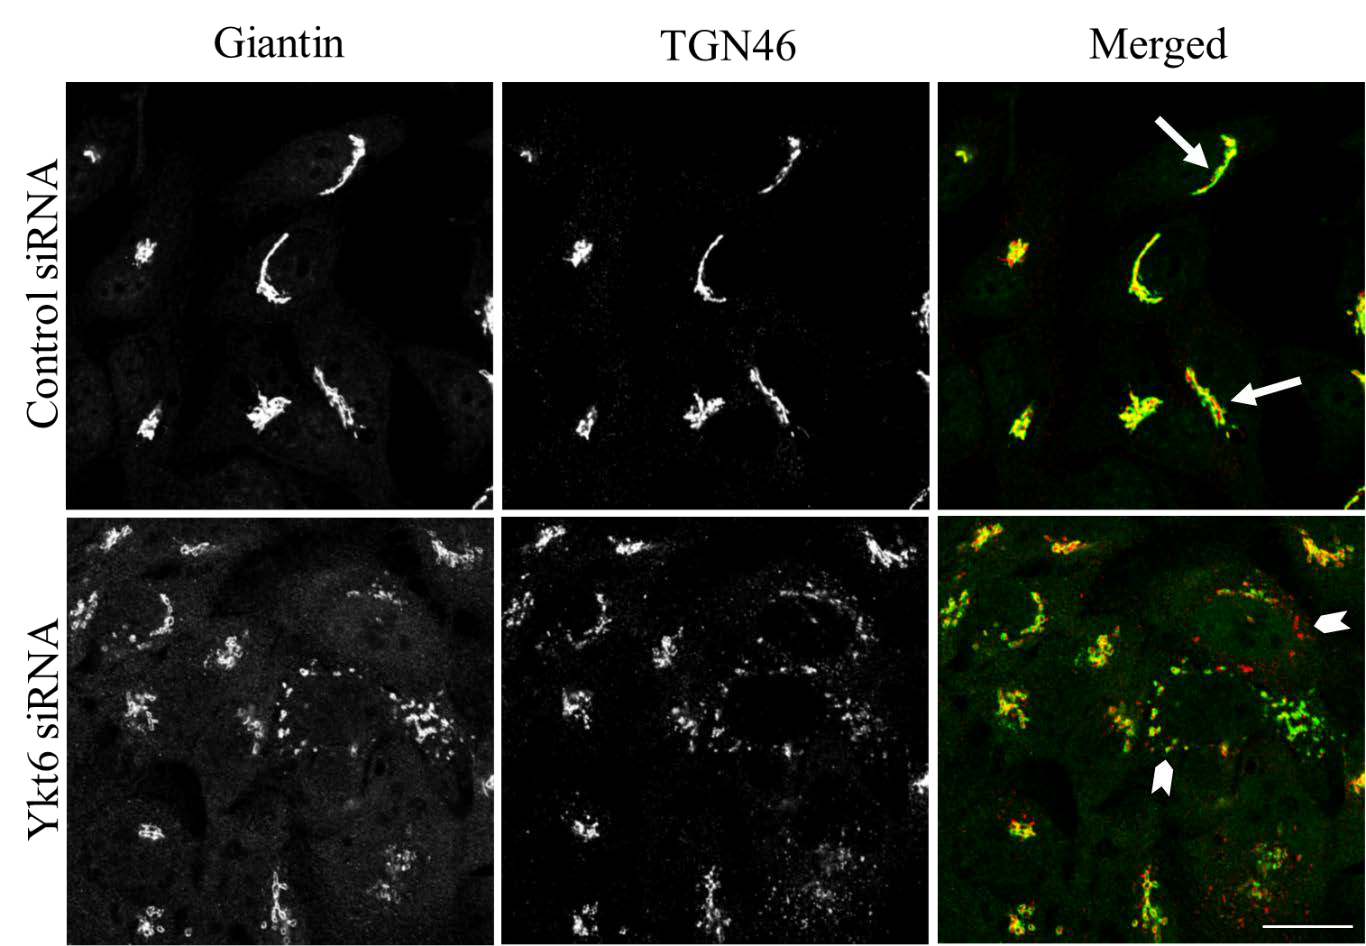 Giantin
TGN46
Merged
Control siRNA
Ykt6 siRNA